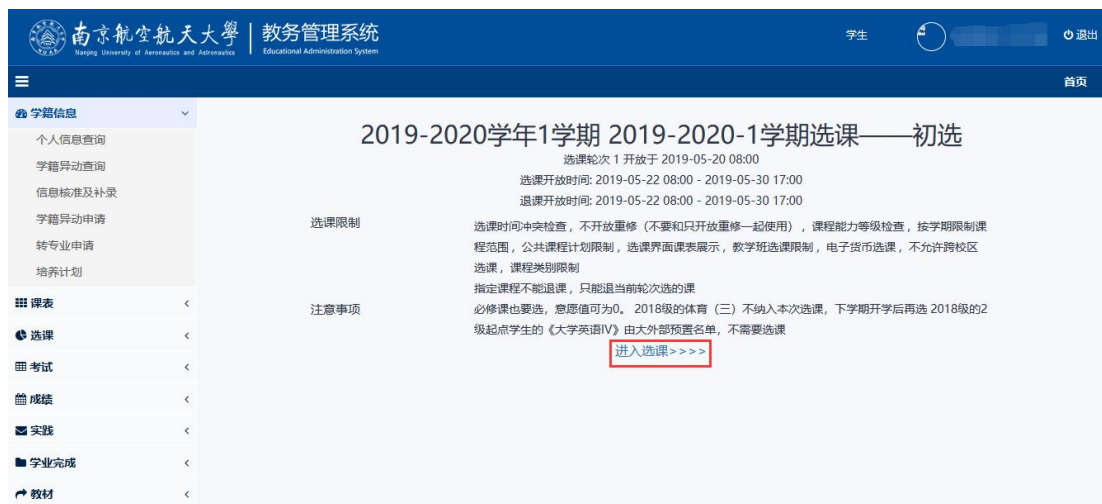 南京航空航天大學
Nanjing University of Aeronautics and Astronautics
教务管理系统
Educational Administration System
学生
退出
首页
学籍信息
个人信息查询
学籍异动查询
信息核准及补录
学籍异动申请
转专业申请
培养计划
课表
选课
考试
成绩
实践
学业完成
教材
2019-2020学年1学期 2019-2020-1学期选课——初选
选课轮次 1 开放于 2019-05-20 08:00
选课开放时间: 2019-05-22 08:00 - 2019-05-30 17:00
退课开放时间: 2019-05-22 08:00 - 2019-05-30 17:00
选课限制
选课时间冲突检查，不开放重修（不要和只开放重修一起使用）, 课程能力等级检查, 按学期限制课
程范围, 公共课程计划限制, 选课界面课表展示, 教学班选课限制, 电子货币选课, 不允许跨校区
选课, 课程类别限制
指定课程不能退课, 只能退当前轮次选的课
注意事项
必修课也要选，意愿值可为0。 2018级的体育（三）不纳入本次选课，下学期开学后再选 2018级的2
级起点学生的《大学英语IV》由大外部预置名单，不需要选课
进入选课>>>>